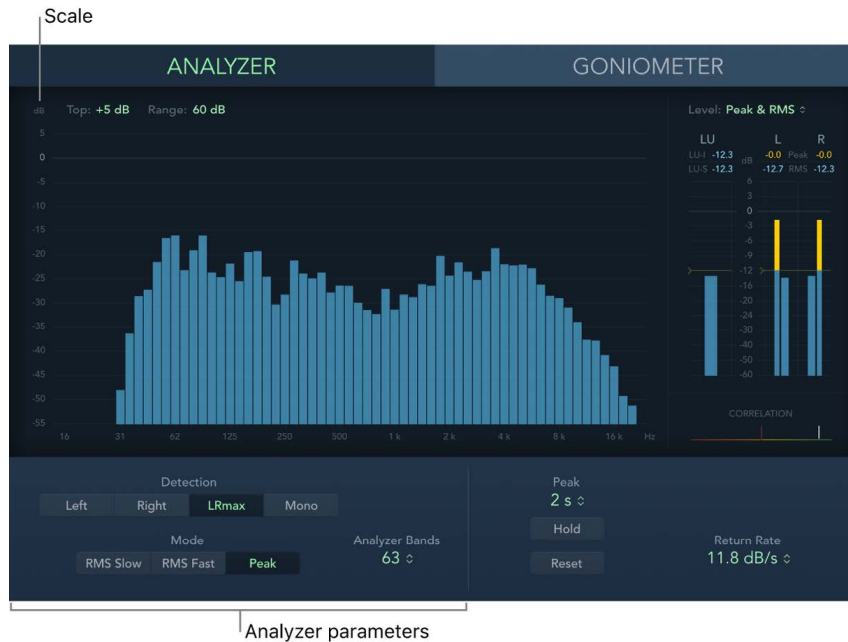 Scale
ANALYZER GONIOMETER
dB Top: +5 dB Range: 60 dB Level: Peak & RMS
LU L R
LU-I -12.3 dB -0.0 Peak -0.0
LU-S -12.3 -12.7 RMS -12.3
5
0
-5
-10
-15
-20
-25
-30
-35
-40
-45
-50
-55
6
3
0
-3
-6
-9
-12
-16
-20
-24
-30
-40
-50
-60
16 31 62 125 250 500 1 k 2 k 4 k 8 k 16 k Hz
CORRELATION
Detection
Left Right LRmax Mono
Mode
RMS Slow RMS Fast Peak
Analyzer Bands
63
Peak
2 s
Hold
Reset
Return Rate
11.8 dB/s
Analyzer parameters